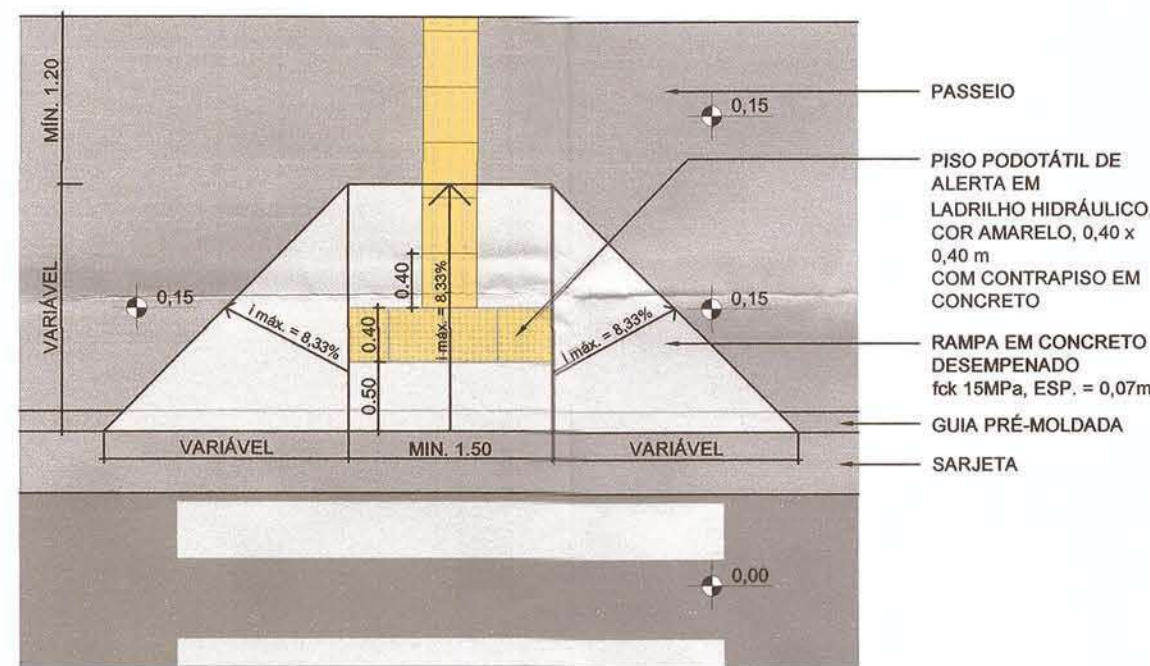 MÍN. 1.20
VARIÁVEL
0,15
0,15
0,15
0.40
0.40
0.50
i máx. = 8,33%
i máx. = 8,33%
i máx. = 8,33%
VARIÁVEL
MIN. 1.50
VARIÁVEL
0,00
PASSEIO
PISO PODOTÁTIL DE
ALERTA EM
LADRILHO HIDRÁULICO,
COR AMARELO, 0,40 x
0,40 m
COM CONTRAPISO EM
CONCRETO
RAMPA EM CONCRETO
DESEMPENADO
fck 15MPa, ESP. = 0,07m
GUIA PRÉ-MOLDADA
SARJETA